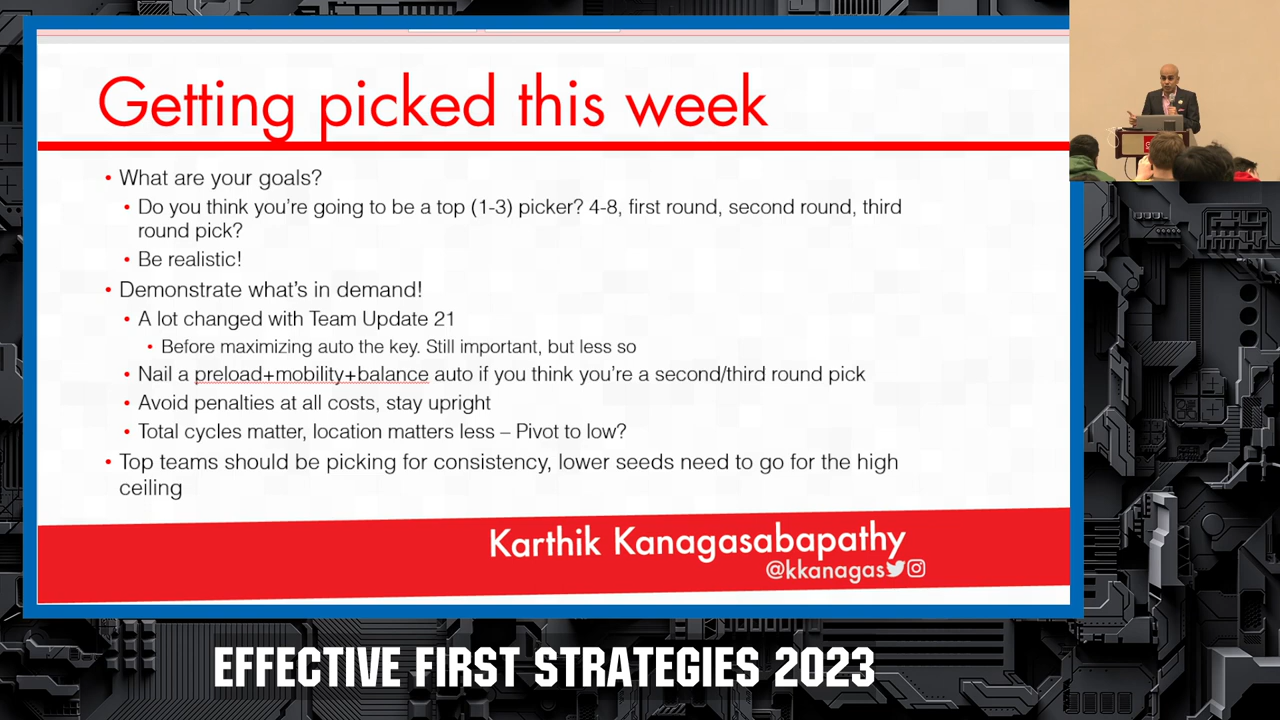 Getting picked this week
• What are your goals?
• Do you think you're going to be a top (1-3) picker? 4-8, first round, second round, third
round pick?
• Be realistic!
• Demonstrate what's in demand!
• A lot changed with Team Update 21
• Before maximizing auto the key. Still important, but less so
• Nail a preload+mobility+balance auto if you think you're a second/third round pick
• Avoid penalties at all costs, stay upright
• Total cycles matter, location matters less – Pivot to low?
• Top teams should be picking for consistency, lower seeds need to go for the high
ceiling
Karthik Kanagasabapathy
@kkanagas
EFFECTIVE FIRST STRATEGIES 2023